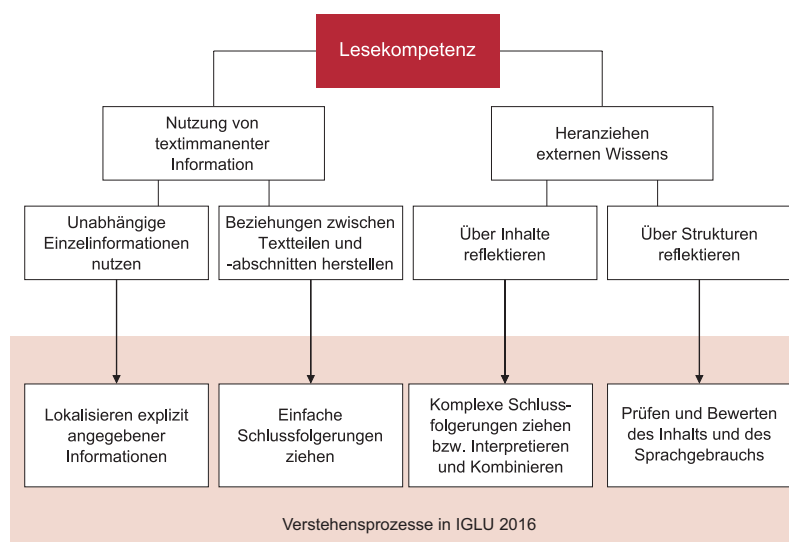 Lesekompetenz
Nutzung von
textimmanenter
Information
Heranziehen
externen Wissens
Unabhängige
Einzelinformationen
nutzen
Beziehungen zwischen
Textteilen und
-abschnitten herstellen
Über Inhalte
reflektieren
Über Strukturen
reflektieren
Lokalisieren explizit
angegebener
Informationen
Einfache
Schlussfolgerungen
ziehen
Komplexe Schluss-
folgerungen ziehen
bzw. Interpretieren
und Kombinieren
Prüfen und Bewerten
des Inhalts und des
Sprachgebrauchs
Verstehensprozesse in IGLU 2016